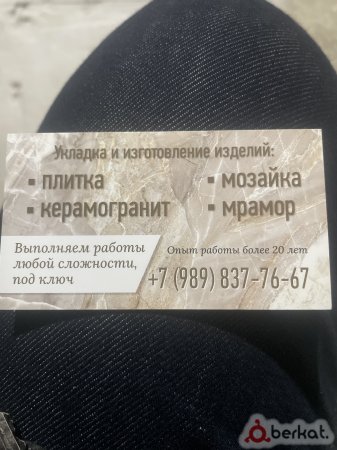 Укладка и изготовление изделий:
▪ плитка
▪ мозайка
▪ керамогранит
▪ мрамор
Выполняем работы
любой сложности,
под ключ
Опыт работы более 20 лет
+7 (989) 837-76-67
berkat.